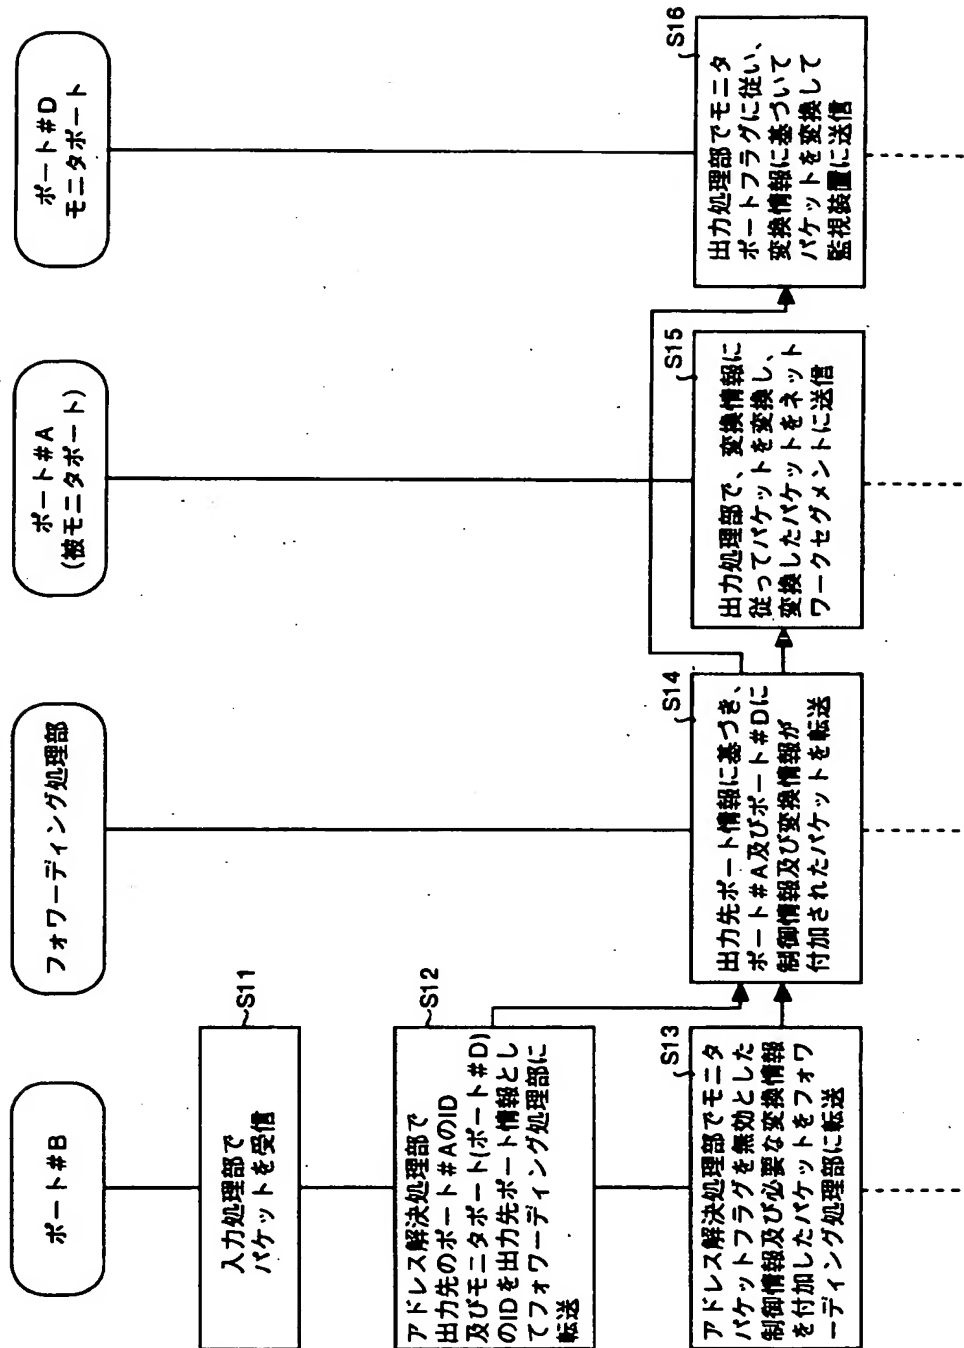 ポート#B
フォワーディング処理部
ポート#A
(被モニタポート)
ポート#D
モニタポート
S11
入力処理部で
パケットを受信
S12
アドレス解決処理部で
出力先のポート#AのID
及びモニタポート(ポート#D)
のIDを出力先ポート情報とし
てフォワーディング処理部に
転送
S13
アドレス解決処理部でモニタ
パケットフラグを無効とした
制御情報及び必要な変換情報
を付加したパケットをフォワ
ーディング処理部に転送
S14
出力先ポート情報に基づき、
ポート#A及びポート#Dに
制御情報及び変換情報が
付加されたパケットを転送
S15
出力処理部で、変換情報に
従ってパケットを変換し、
変換したパケットをネット
ワークセグメントに送信
S16
出力処理部でモニタ
ポートフラグに従い、
変換情報に基づいて
パケットを変換して
監視装置に送信